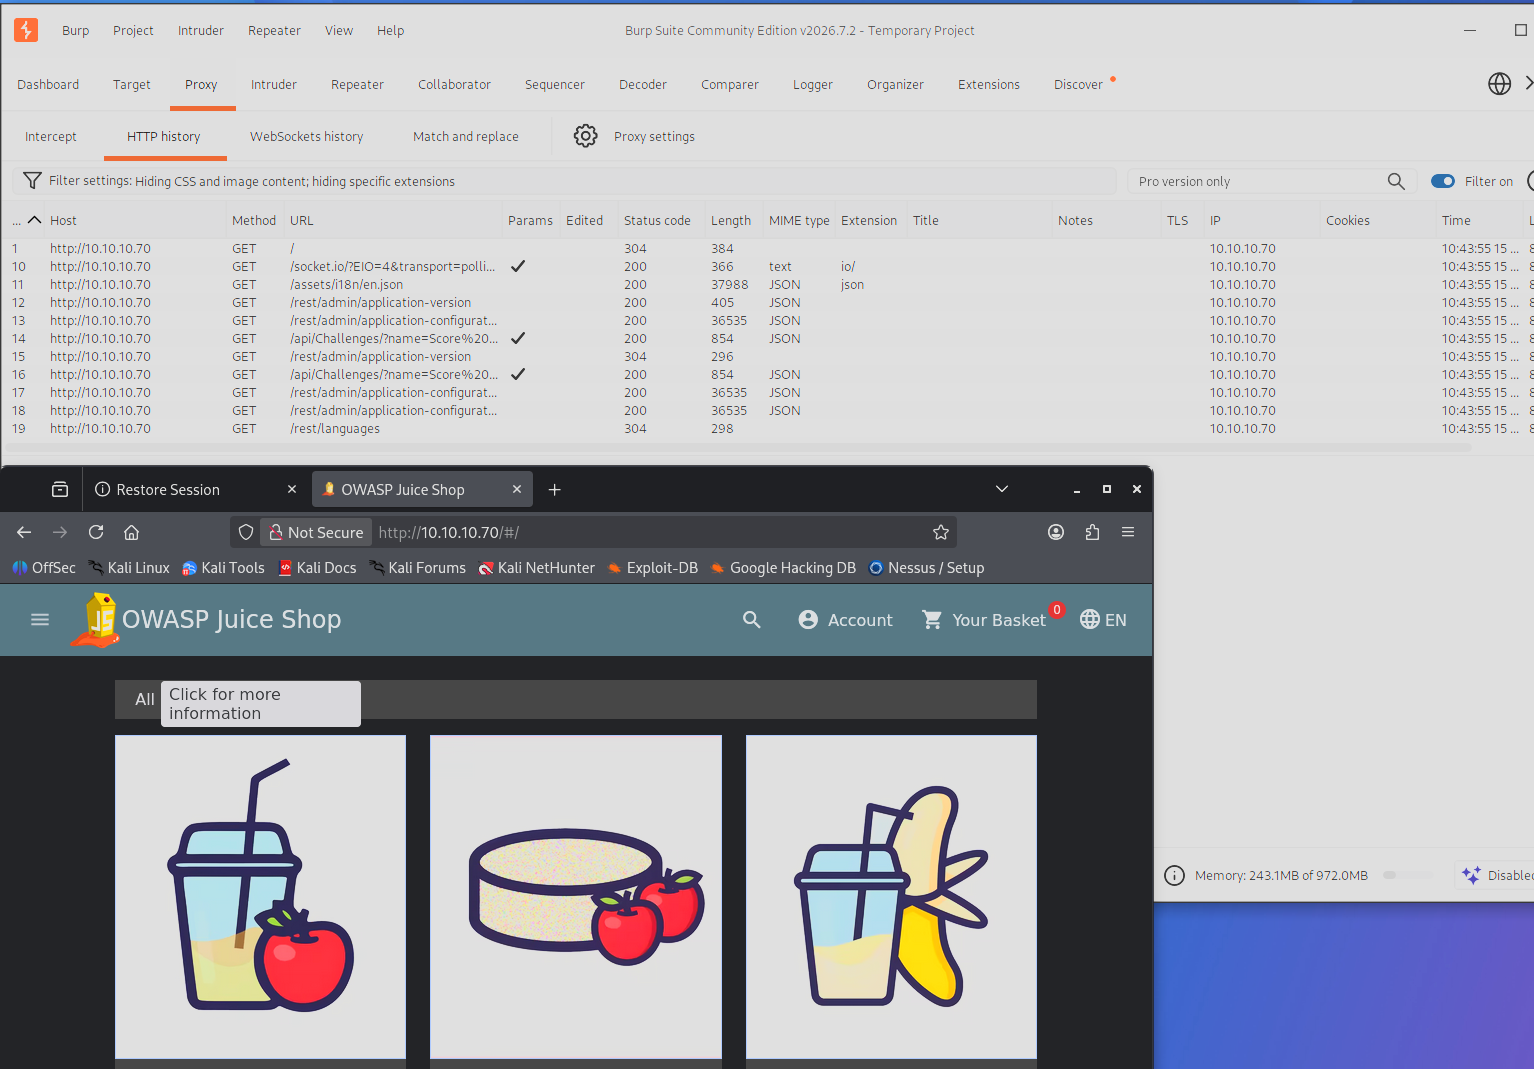 Burp Project Intruder Repeater View Help Burp Suite Community Edition v2026.7.2 - Temporary Project
Dashboard Target Proxy Intruder Repeater Collaborator Sequencer Decoder Comparer Logger Organizer Extensions Discover
Intercept HTTP history WebSockets history Match and replace Proxy settings
Filter settings: Hiding CSS and image content; hiding specific extensions Pro version only Filter on
... Host Method URL Params Edited Status code Length MIME type Extension Title Notes TLS IP Cookies Time
1 http://10.10.10.70 GET / 304 384 10.10.10.70 10:43:55 15 ...
10 http://10.10.10.70 GET /socket.io/?EIO=4&transport=polli... ✓ 200 366 text io/ 10.10.10.70 10:43:55 15 ...
11 http://10.10.10.70 GET /assets/i18n/en.json 200 37988 JSON json 10.10.10.70 10:43:55 15 ...
12 http://10.10.10.70 GET /rest/admin/application-version 200 405 JSON 10.10.10.70 10:43:55 15 ...
13 http://10.10.10.70 GET /rest/admin/application-configurat... 200 36535 JSON 10.10.10.70 10:43:55 15 ...
14 http://10.10.10.70 GET /api/Challenges/?name=Score%20... ✓ 200 854 JSON 10.10.10.70 10:43:55 15 ...
15 http://10.10.10.70 GET /rest/admin/application-version 304 296 10.10.10.70 10:43:55 15 ...
16 http://10.10.10.70 GET /api/Challenges/?name=Score%20... ✓ 200 854 JSON 10.10.10.70 10:43:55 15 ...
17 http://10.10.10.70 GET /rest/admin/application-configurat... 200 36535 JSON 10.10.10.70 10:43:55 15 ...
18 http://10.10.10.70 GET /rest/admin/application-configurat... 200 36535 JSON 10.10.10.70 10:43:55 15 ...
19 http://10.10.10.70 GET /rest/languages 304 298 10.10.10.70 10:43:55 15 ...
Restore Session OWASP Juice Shop
Not Secure http://10.10.10.70/#/
OffSec Kali Linux Kali Tools Kali Docs Kali Forums Kali NetHunter Exploit-DB Google Hacking DB Nessus / Setup
JS OWASP Juice Shop Account Your Basket 0 EN
All Click for more
information
Memory: 243.1MB of 972.0MB Disabled